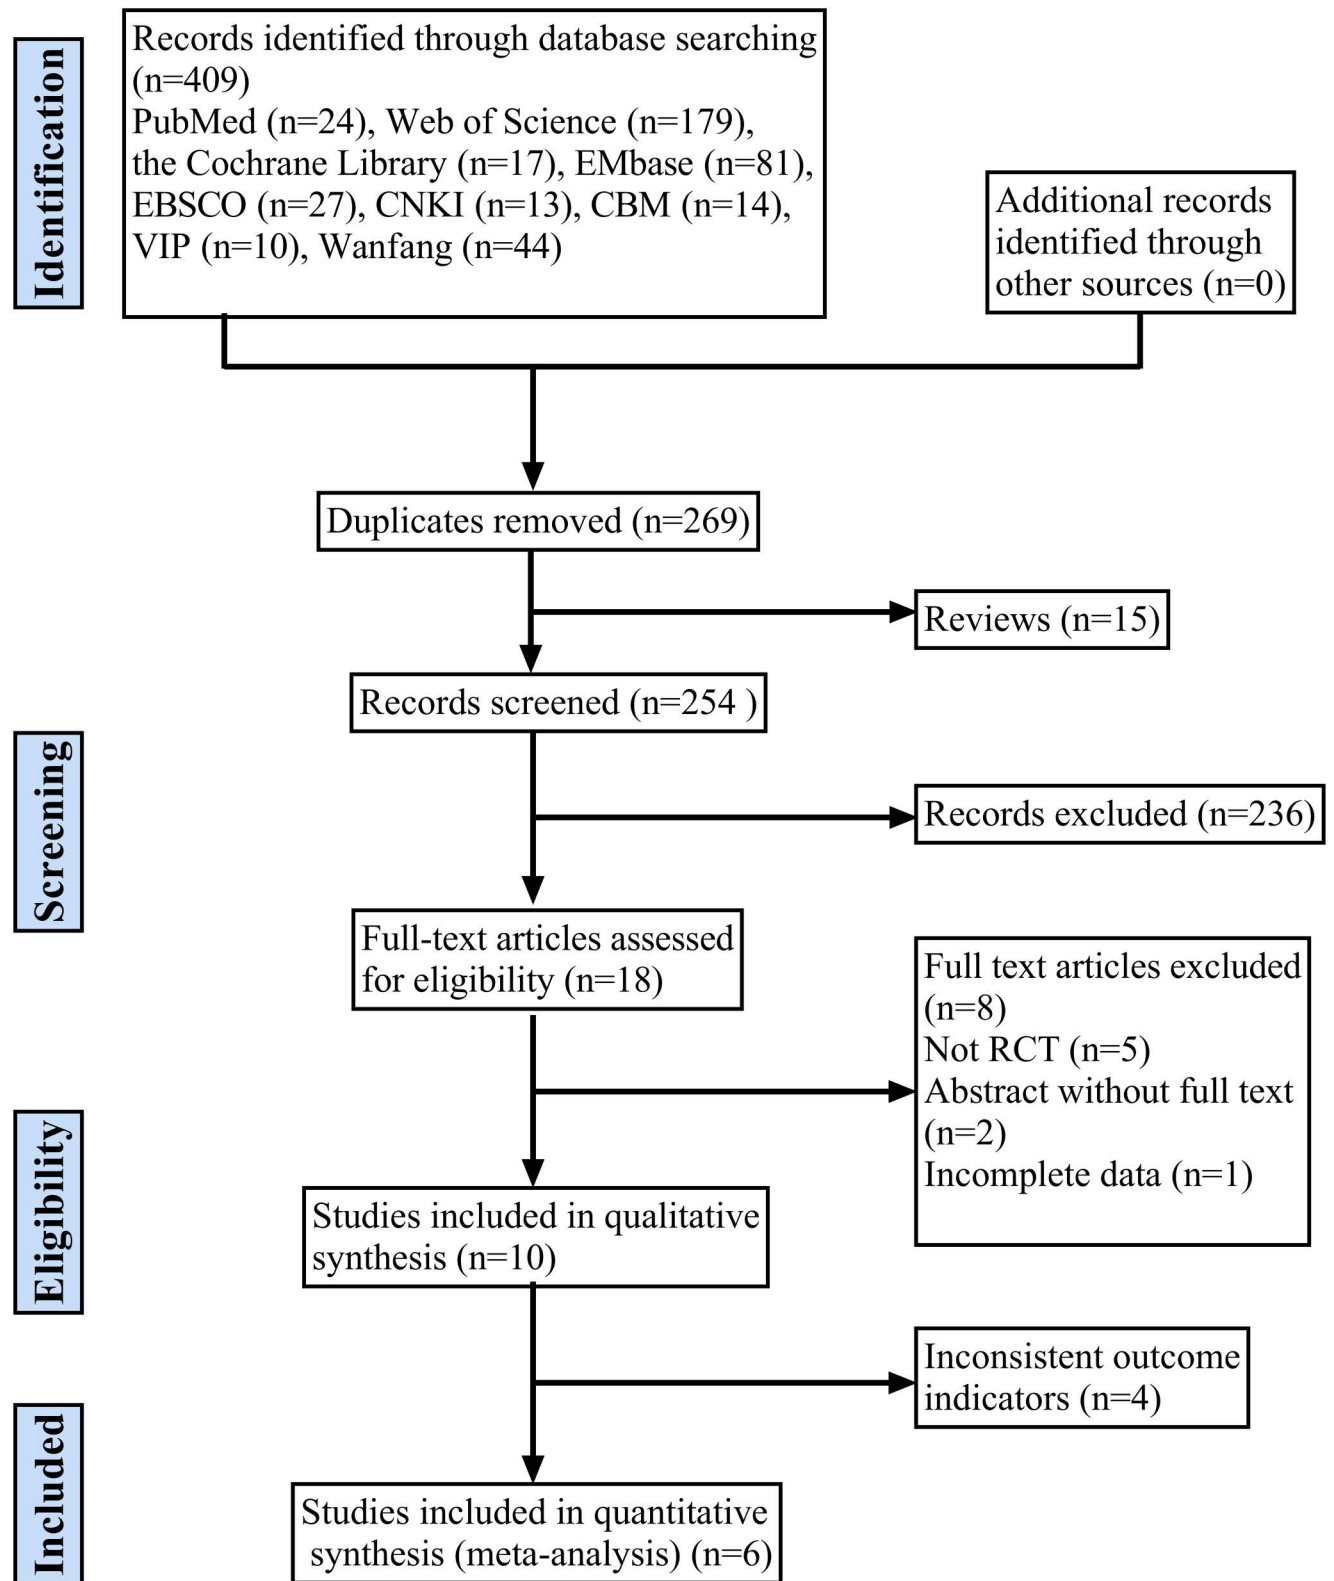 Identification
Records identified through database searching
(n=409)
PubMed (n=24), Web of Science (n=179),
the Cochrane Library (n=17), EMbase (n=81),
EBSCO (n=27), CNKI (n=13), CBM (n=14),
VIP (n=10), Wanfang (n=44)
Additional records
identified through
other sources (n=0)
Duplicates removed (n=269)
Reviews (n=15)
Records screened (n=254 )
Screening
Records excluded (n=236)
Full-text articles assessed
for eligibility (n=18)
Full text articles excluded
(n=8)
Not RCT (n=5)
Abstract without full text
(n=2)
Incomplete data (n=1)
Eligibility
Studies included in qualitative
synthesis (n=10)
Inconsistent outcome
indicators (n=4)
Included
Studies included in quantitative
synthesis (meta-analysis) (n=6)